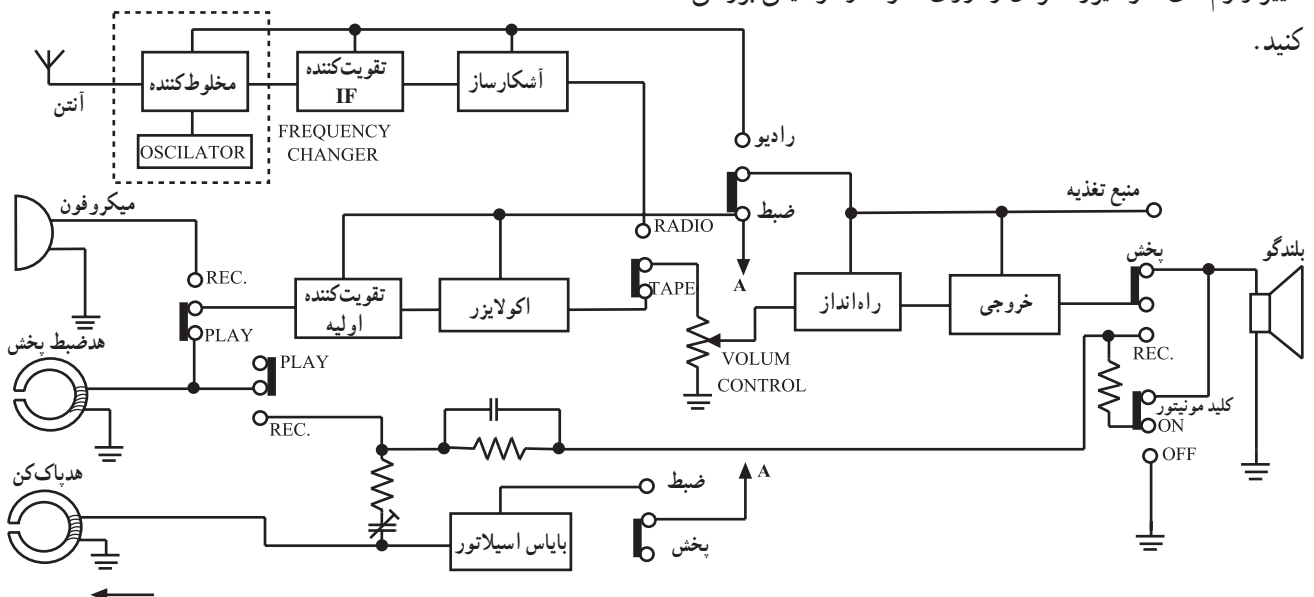 کنید.
آنتن
مخلوط‌کننده
OSCILATOR
تقویت‌کننده
IF
FREQUENCY
CHANGER
آشکارساز
رادیو
ضبط
A
منبع تغذیه
میکروفون
REC.
PLAY
تقویت‌کننده
اولیه
اکولایزر
RADIO
TAPE
VOLUM
CONTROL
راه‌انداز
خروجی
پخش
REC.
بلندگو
هدضبط پخش
PLAY
REC.
کلید مونیتور
ON
OFF
هدپاک‌کن
بایاس اسیلاتور
ضبط
پخش
A